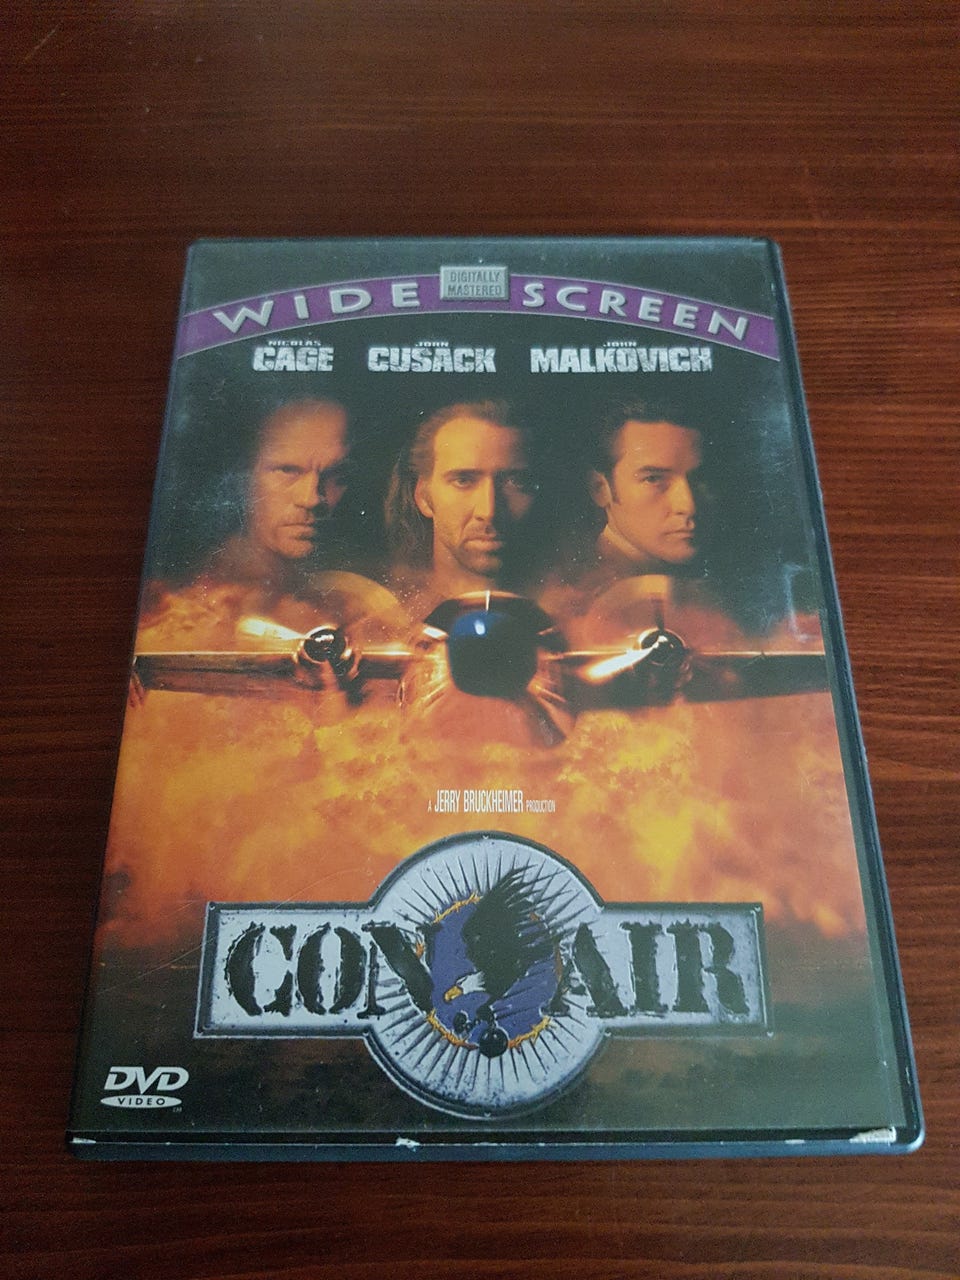 DIGITALLY
MASTERED
WIDE SCREEN
NICOLAS JOHN JOHN
CAGE CUSACK MALKOVICH
A JERRY BRUCKHEIMER PRODUCTION
CON AIR
DVD
VIDEO